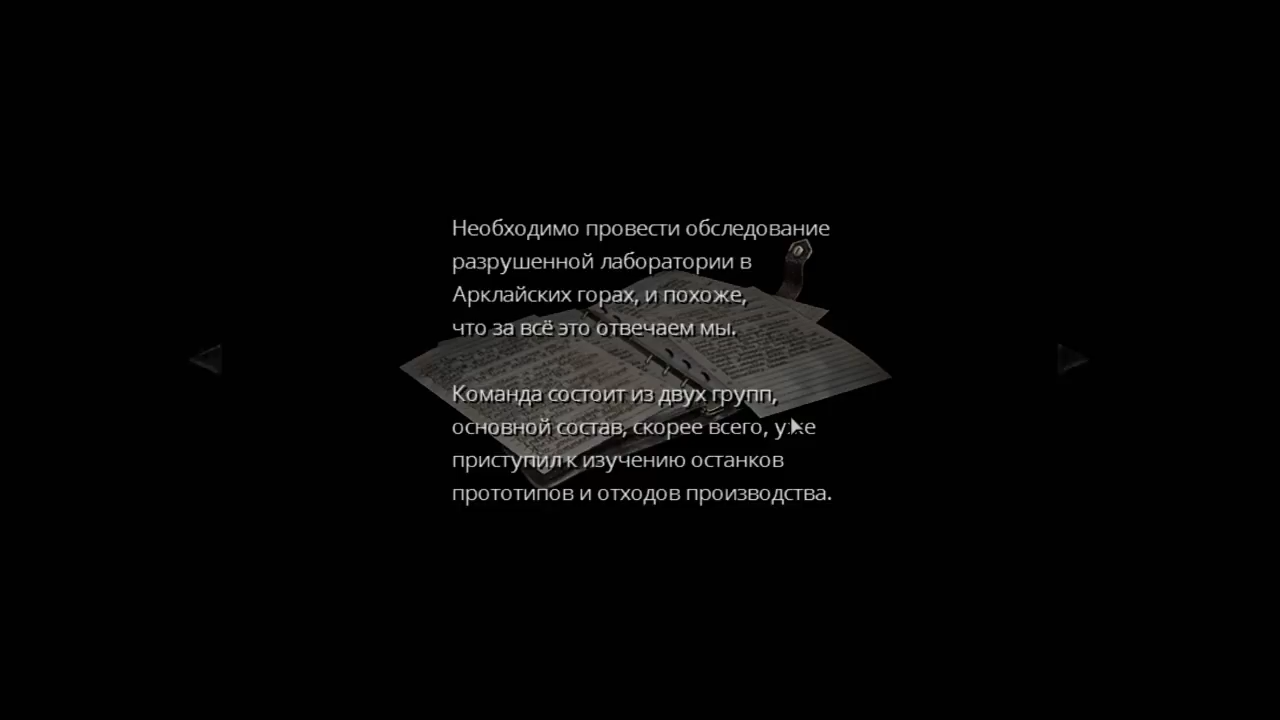 Необходимо провести обследование
разрушенной лаборатории в
Арклайских горах, и похоже,
что за всё это отвечаем мы.
Команда состоит из двух групп,
основной состав, скорее всего, уже
приступил к изучению останков
прототипов и отходов производства.